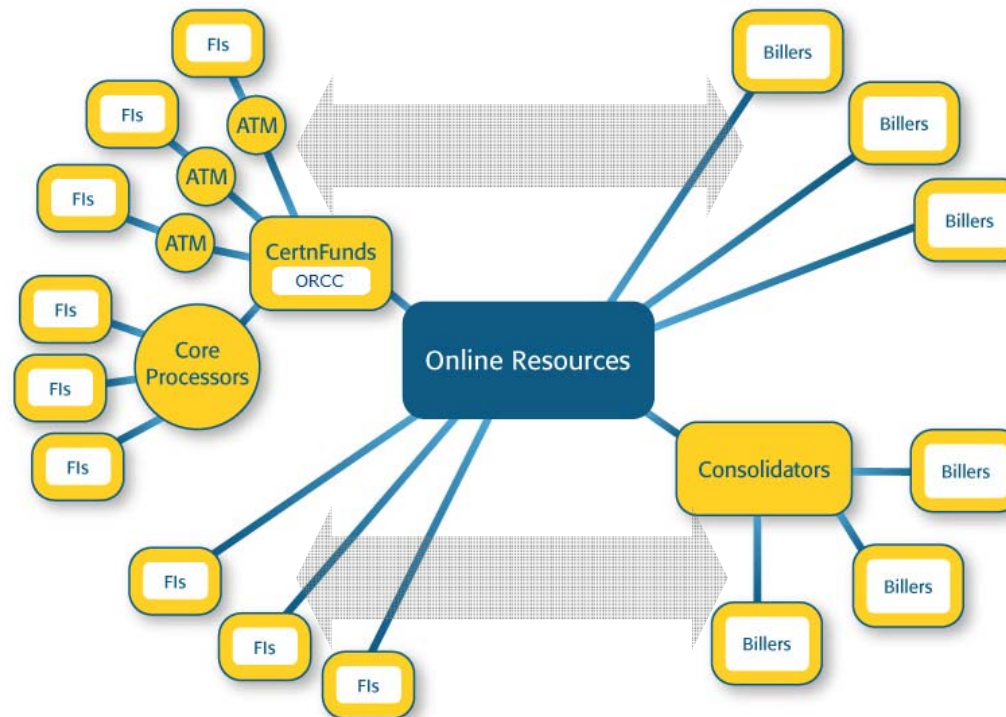 FIs
Billers
FIs
ATM
Billers
FIs
ATM
Billers
ATM
CertnFunds
ORCC
FIs
Core
Processors
Online Resources
FIs
FIs
Consolidators
Billers
FIs
Billers
FIs
Billers
FIs